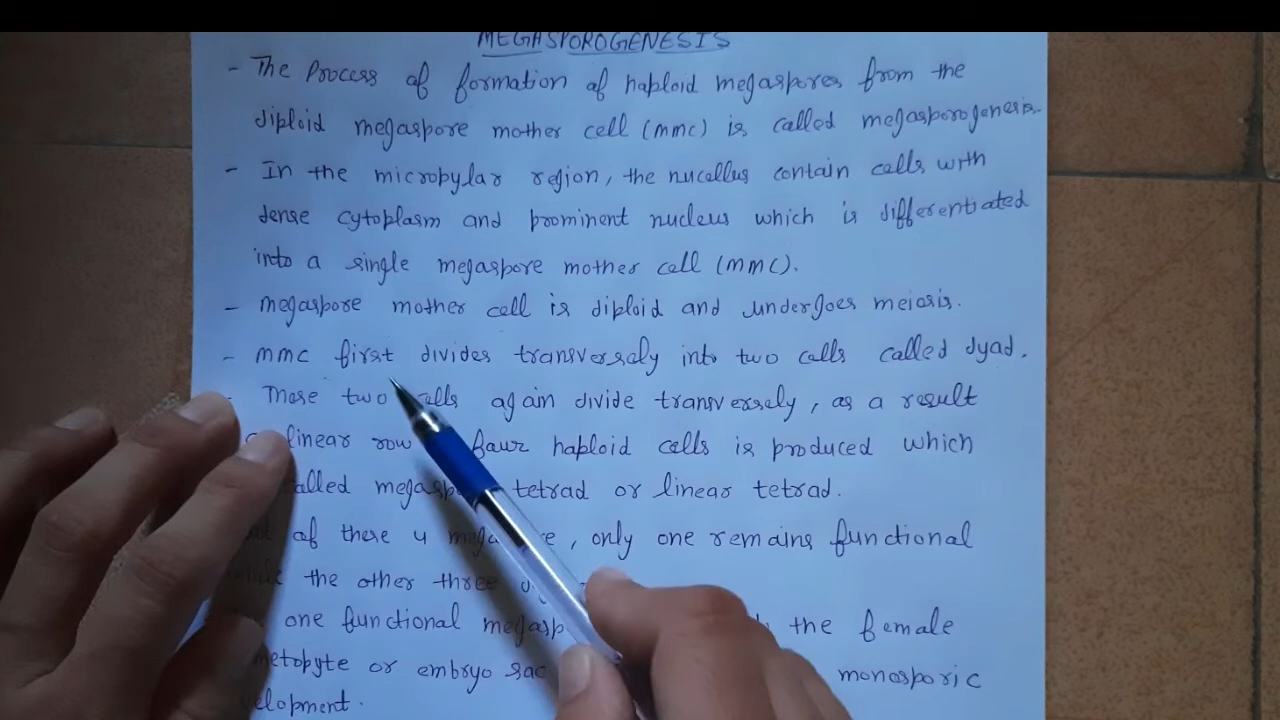 MEGASPOROGENESIS
- The Process of formation of haploid megaspores from the
diploid megaspore mother cell (mmc) is called megasporogenesis.
- In the micropylar region, the nucellus contain cells with
dense cytoplasm and prominent nucleus which is differentiated
into a single megaspore mother cell (mmc).
- megaspore mother cell is diploid and undergoes meiosis.
- mmc first divides transversaly into two cells called dyad.
These two cells again divide transversely, as a result
linear row four haploid cells is produced which
called tetrad or linear tetrad.
of these 4 , only one remains functional
the other three
one functional the female
or embryo sac monosporic